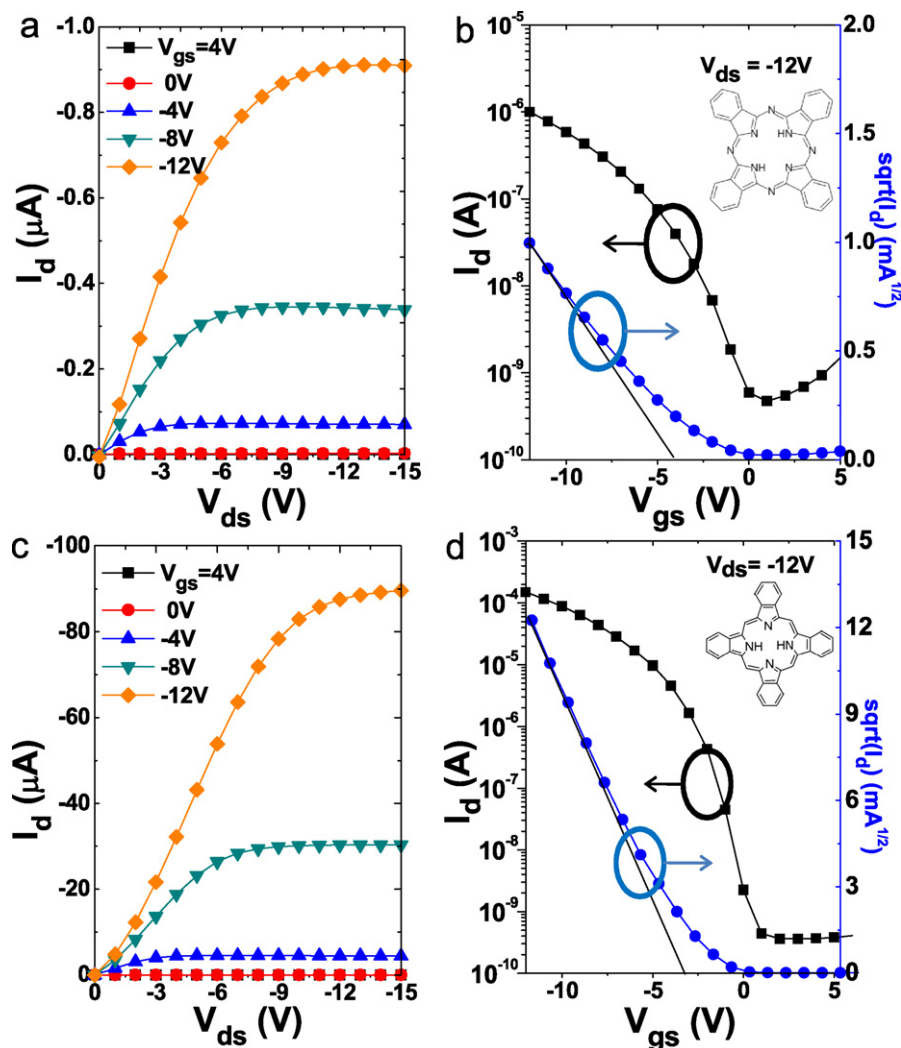 a
-1.0
-0.8
-0.6
-0.4
-0.2
0.0
I_d (μA)
V_gs=4V
0V
-4V
-8V
-12V
0
-3
-6
-9
-12
-15
V_ds (V)
b
10^-5
10^-6
10^-7
10^-8
10^-9
10^-10
I_d (A)
V_ds = -12V
N
N
N
HN
N
N
NH
N
2.0
1.5
1.0
0.5
0.0
sqrt(I_d) (mA^1/2)
-10
-5
0
5
V_gs (V)
c
-100
-80
-60
-40
-20
0
I_d (μA)
V_gs=4V
0V
-4V
-8V
-12V
0
-3
-6
-9
-12
-15
V_ds (V)
d
10^-3
10^-4
10^-5
10^-6
10^-7
10^-8
10^-9
10^-10
I_d (A)
V_ds= -12V
N
NH
HN
N
15
12
9
6
3
0
sqrt(I_d) (mA^1/2)
-10
-5
0
5
V_gs (V)